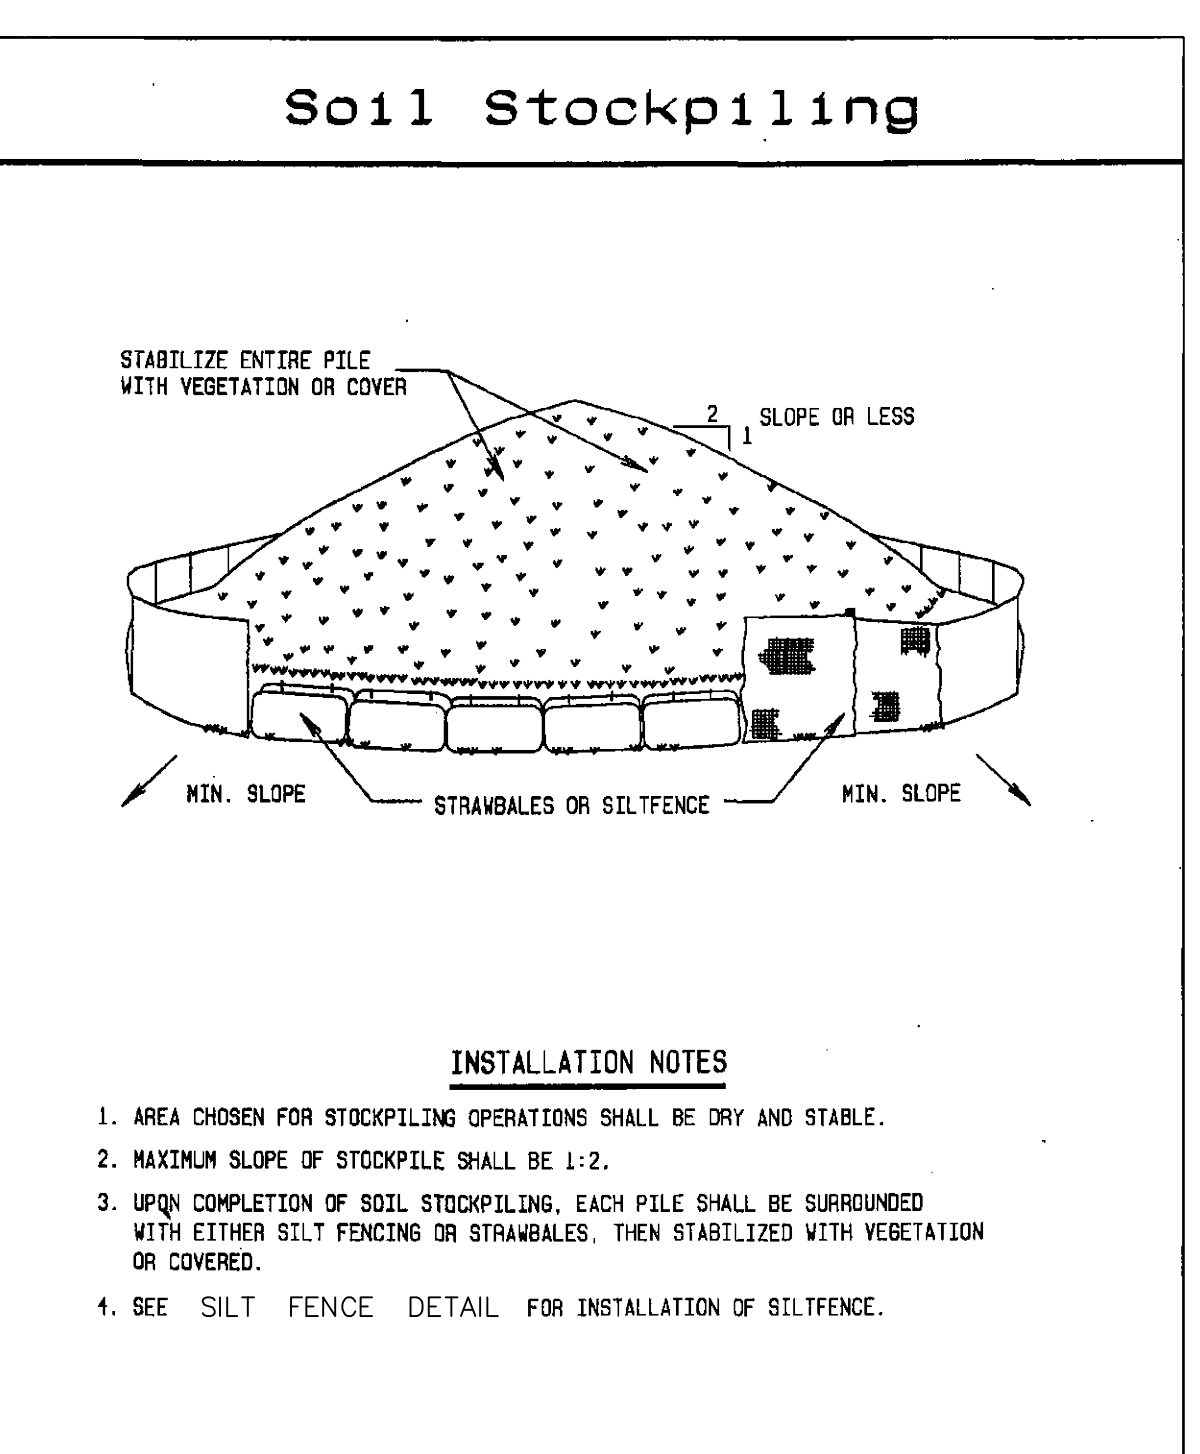 Soil Stockpiling
STABILIZE ENTIRE PILE
WITH VEGETATION OR COVER
2
1
SLOPE OR LESS
MIN. SLOPE
STRAWBALES OR SILTFENCE
MIN. SLOPE
INSTALLATION NOTES
1. AREA CHOSEN FOR STOCKPILING OPERATIONS SHALL BE DRY AND STABLE.
2. MAXIMUM SLOPE OF STOCKPILE SHALL BE 1:2.
3. UPON COMPLETION OF SOIL STOCKPILING, EACH PILE SHALL BE SURROUNDED
WITH EITHER SILT FENCING OR STRAWBALES, THEN STABILIZED WITH VEGETATION
OR COVERED.
4. SEE SILT FENCE DETAIL FOR INSTALLATION OF SILTFENCE.